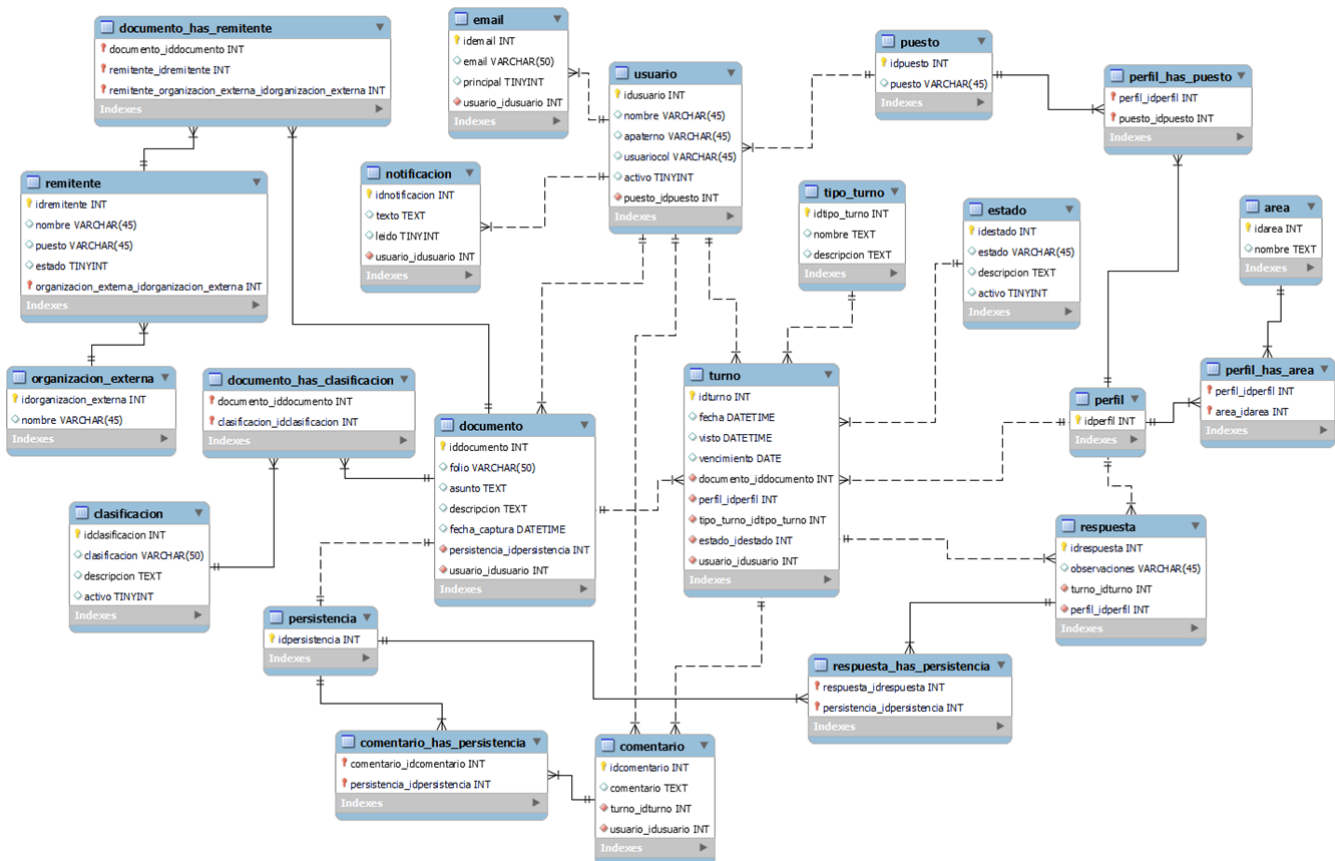 documento_has_remitente
documento_iddocumento INT
remitente_idremitente INT
remitente_organizacion_externa_idorganizacion_externa INT
Indexes
email
idemail INT
email VARCHAR(50)
principal TINYINT
usuario_idusuario INT
Indexes
usuario
idusuario INT
nombre VARCHAR(45)
apaterno VARCHAR(45)
usuariocol VARCHAR(45)
activo TINYINT
puesto_idpuesto INT
Indexes
puesto
idpuesto INT
puesto VARCHAR(45)
Indexes
perfil_has_puesto
perfil_idperfil INT
puesto_idpuesto INT
Indexes
remitente
idremitente INT
nombre VARCHAR(45)
puesto VARCHAR(45)
estado TINYINT
organizacion_externa_idorganizacion_externa INT
Indexes
notificacion
idnotificacion INT
texto TEXT
leido TINYINT
usuario_idusuario INT
Indexes
tipo_turno
idtipo_turno INT
nombre TEXT
descripcion TEXT
Indexes
estado
idestado INT
estado VARCHAR(45)
descripcion TEXT
activo TINYINT
Indexes
area
idarea INT
nombre TEXT
Indexes
organizacion_externa
idorganizacion_externa INT
nombre VARCHAR(45)
Indexes
documento_has_clasificacion
documento_iddocumento INT
clasificacion_idclasificacion INT
Indexes
documento
iddocumento INT
folio VARCHAR(50)
asunto TEXT
descripcion TEXT
fecha_captura DATETIME
persistencia_idpersistencia INT
usuario_idusuario INT
Indexes
turno
idturno INT
fecha DATETIME
visto DATETIME
vencimiento DATE
documento_iddocumento INT
perfil_idperfil INT
tipo_turno_idtipo_turno INT
estado_idestado INT
usuario_idusuario INT
Indexes
perfil
idperfil INT
Indexes
perfil_has_area
perfil_idperfil INT
area_idarea INT
Indexes
clasificacion
idclasificacion INT
clasificacion VARCHAR(50)
descripcion TEXT
activo TINYINT
Indexes
respuesta
idrespuesta INT
observaciones VARCHAR(45)
turno_idturno INT
perfil_idperfil INT
Indexes
persistencia
idpersistencia INT
Indexes
respuesta_has_persistencia
respuesta_idrespuesta INT
persistencia_idpersistencia INT
Indexes
comentario_has_persistencia
comentario_idcomentario INT
persistencia_idpersistencia INT
Indexes
comentario
idcomentario INT
comentario TEXT
turno_idturno INT
usuario_idusuario INT
Indexes